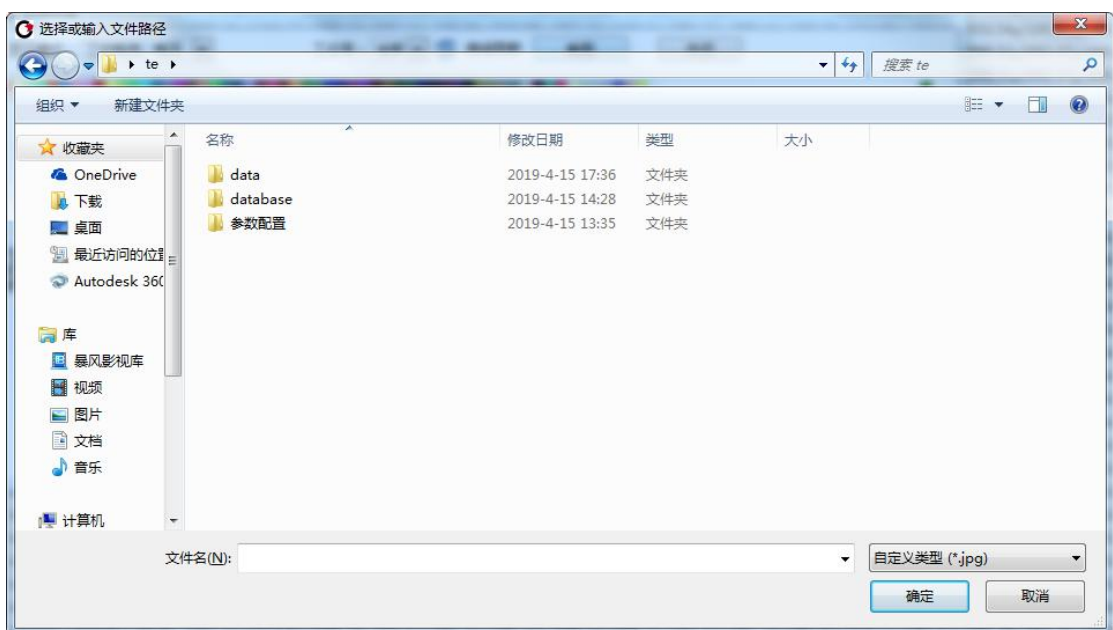 选择或输入文件路径
te
搜索 te
组织 新建文件夹
名称 修改日期 类型 大小
收藏夹
OneDrive
下载
桌面
最近访问的位置
Autodesk 360
库
暴风影视库
视频
图片
文档
音乐
计算机
data 2019-4-15 17:36 文件夹
database 2019-4-15 14:28 文件夹
参数配置 2019-4-15 13:35 文件夹
文件名(N):
自定义类型 (*.jpg)
确定 取消